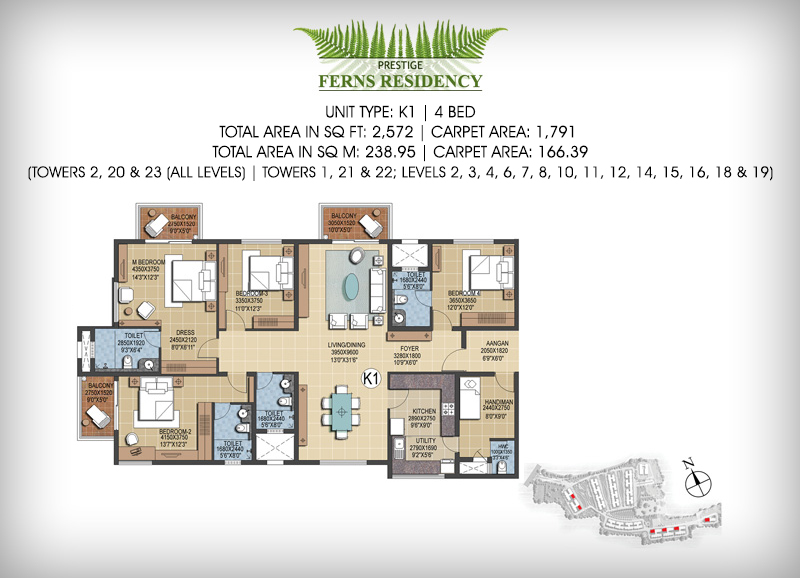 PRESTIGE
FERNS RESIDENCY
UNIT TYPE: K1 | 4 BED
TOTAL AREA IN SQ FT: 2,572 | CARPET AREA: 1,791
TOTAL AREA IN SQ M: 238.95 | CARPET AREA: 166.39
(TOWERS 2, 20 & 23 (ALL LEVELS) | TOWERS 1, 21 & 22; LEVELS 2, 3, 4, 6, 7, 8, 10, 11, 12, 14, 15, 16, 18 & 19)
BALCONY
2750X1520
9'0"X5'0"
BALCONY
3050X1520
10'0"X5'0"
M BEDROOM
4350X3750
14'3"X12'3"
BEDROOM-3
3350X3750
11'0"X12'3"
TOILET
1680X2440
5'6"X8'0"
BEDROOM-4
3650X3650
12'0"X12'0"
DRESS
2450X2120
8'0"X6'11"
TOILET
2850X1920
9'3"X6'4"
LIVING/DINING
3950X9600
13'0"X31'6"
FOYER
3280X1800
10'9"X6'0"
AANGAN
2050X1820
6'9"X6'0"
K1
BALCONY
2750X1520
9'0"X5'0"
BEDROOM-2
4150X3750
13'7"X12'3"
TOILET
1680X2440
5'6"X8'0"
TOILET
1680X2440
5'6"X8'0"
KITCHEN
2890X2750
9'6"X9'0"
UTILITY
2790X1690
9'2"X5'6"
HANDIMAN
2440X2750
8'0"X9'0"
HWC
1000X1350
N